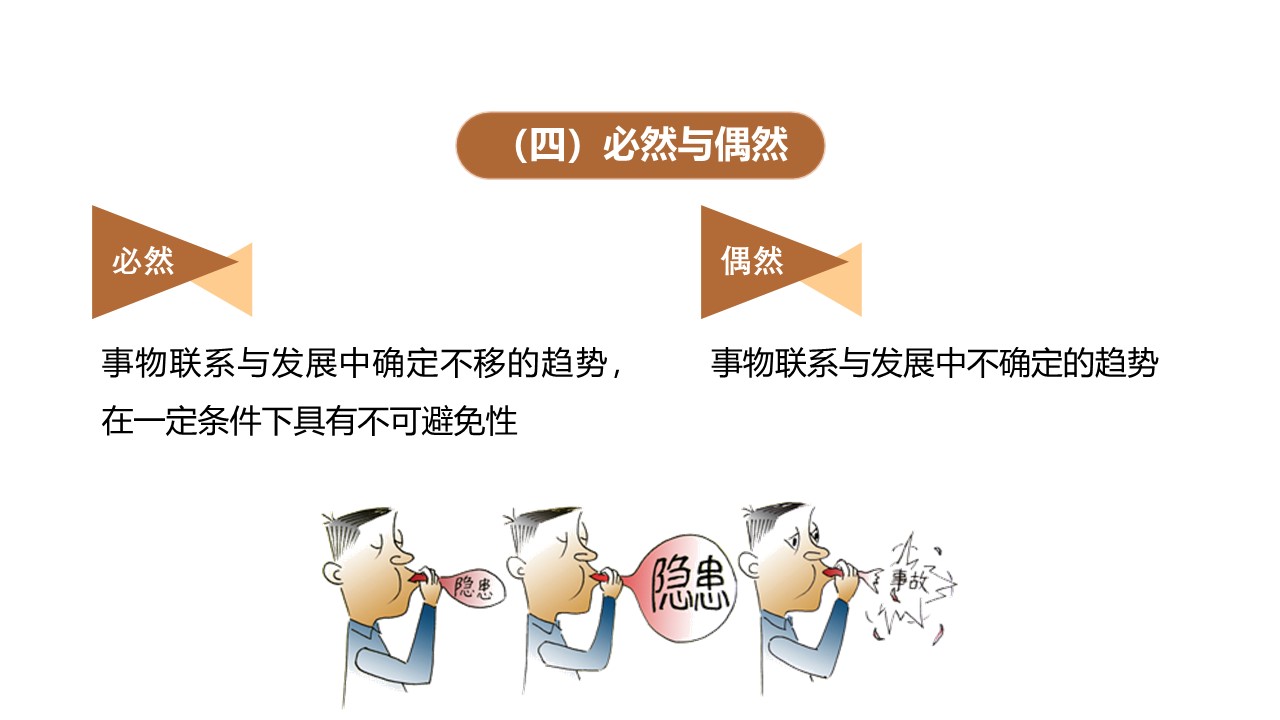 （四）必然与偶然
必然
事物联系与发展中确定不移的趋势，
在一定条件下具有不可避免性
偶然
事物联系与发展中不确定的趋势
隐患
隐患
事故